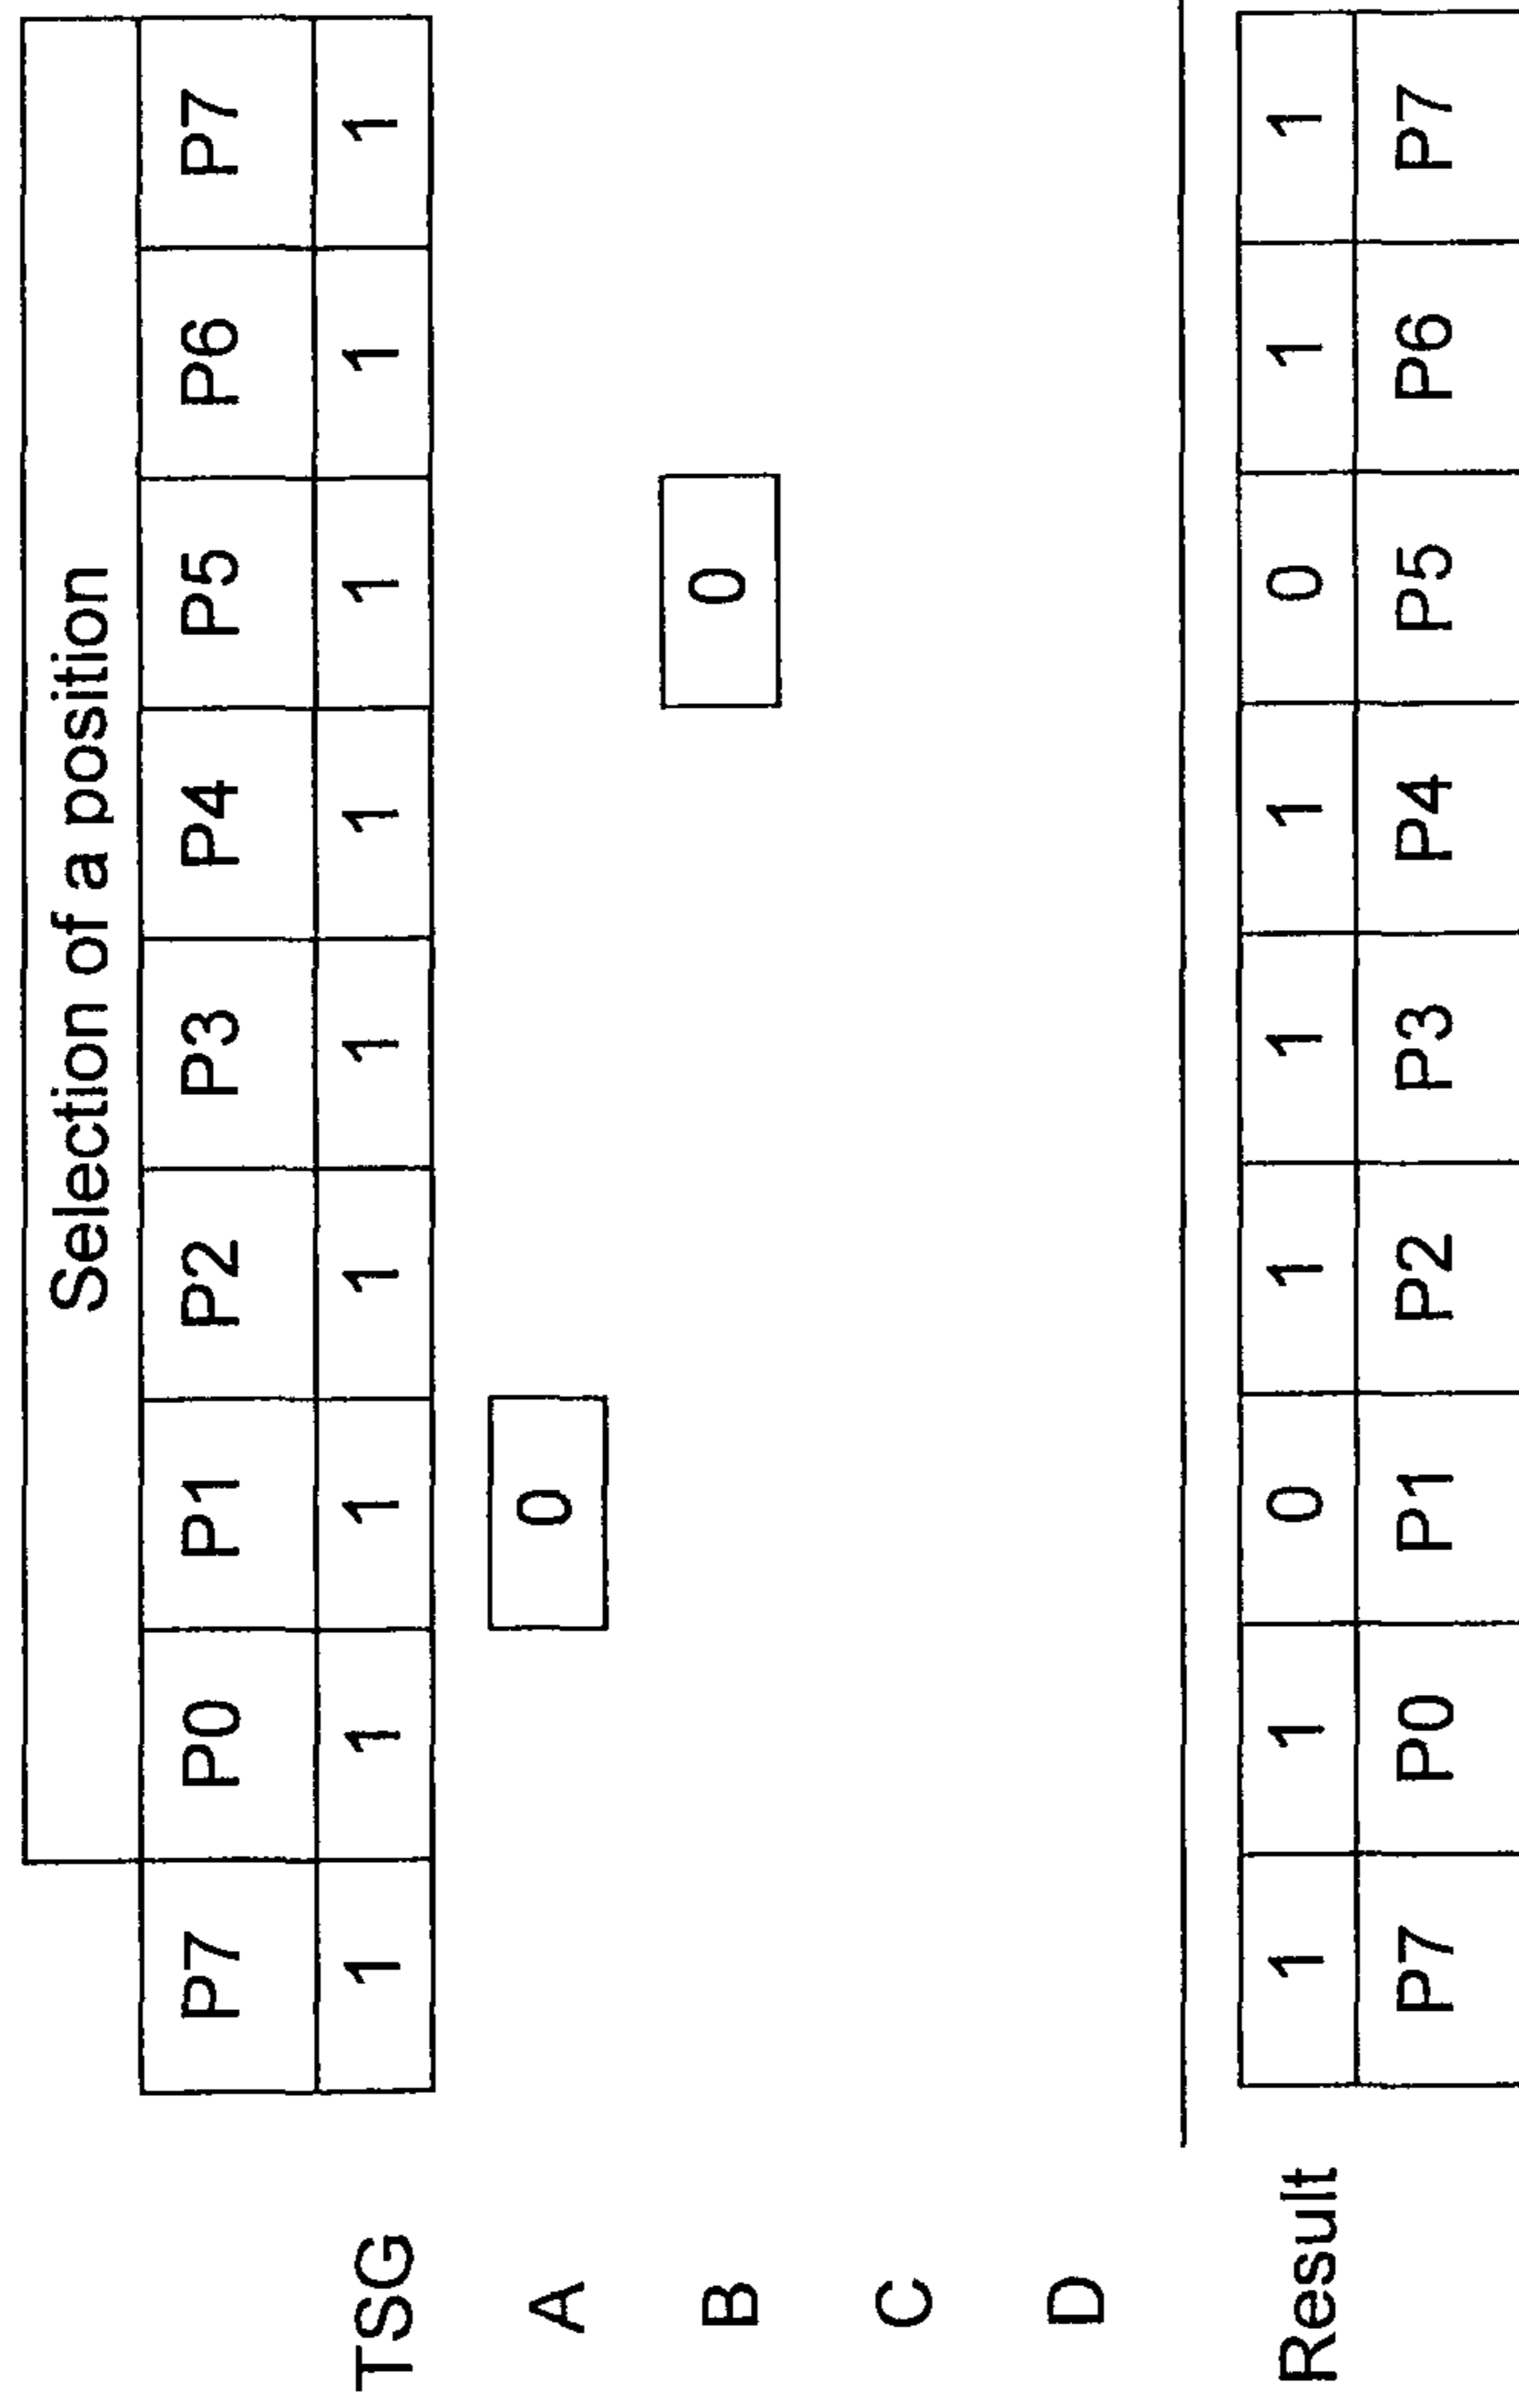 Selection of a position
P7 P0 P1 P2 P3 P4 P5 P6 P7
TSG 1 1 1 1 1 1 1 1 1
A 0
B 0
C
D
Result 1 1 0 1 1 1 0 1 1
P7 P0 P1 P2 P3 P4 P5 P6 P7